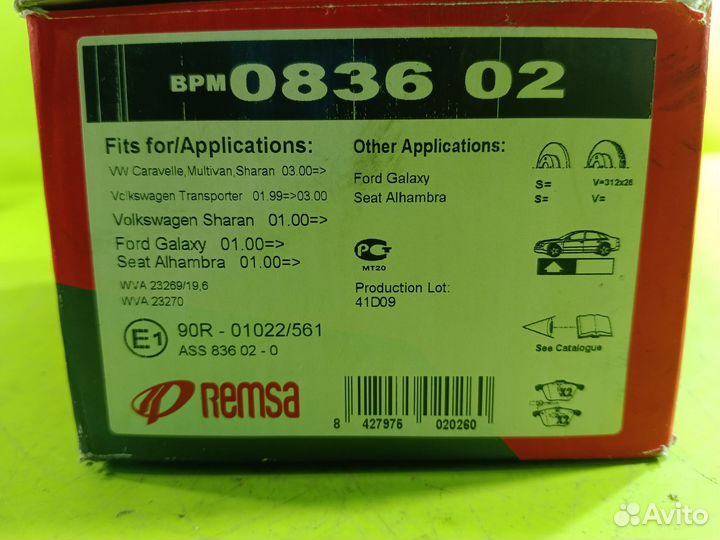 BPM 0836 02
Fits for/Applications:
VW Caravelle,Multivan,Sharan 03.00=>
Volkswagen Transporter 01.99=>03.00
Volkswagen Sharan 01.00=>
Ford Galaxy 01.00=>
Seat Alhambra 01.00=>
WVA 23269/19,6
WVA 23270
E1 90R - 01022/561
ASS 836 02 - 0
Remsa
Other Applications:
Ford Galaxy
Seat Alhambra
S= V=312x26
S= V=
РСТ
MT20
Production Lot:
41D09
See Catalogue
X2
X2
8 427975 020260
Avito